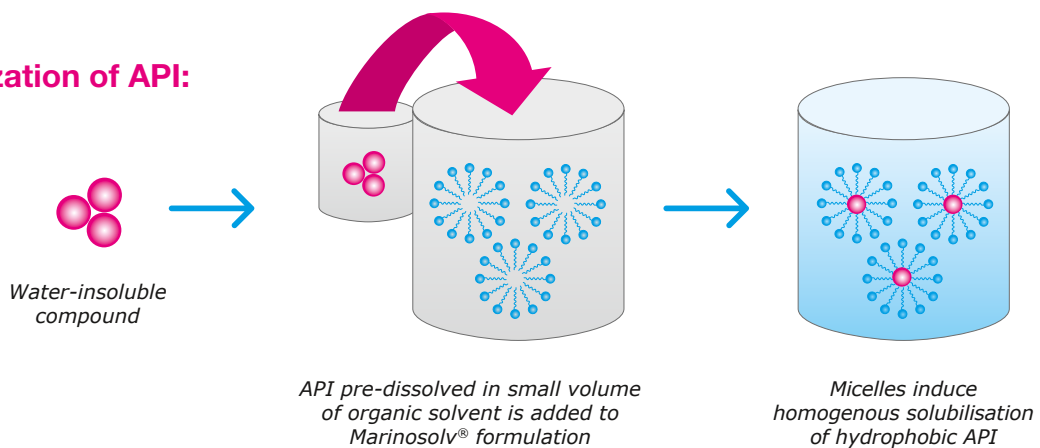 zation of API:
Water-insoluble
compound
API pre-dissolved in small volume
of organic solvent is added to
Marinosolv® formulation
Micelles induce
homogenous solubilisation
of hydrophobic API